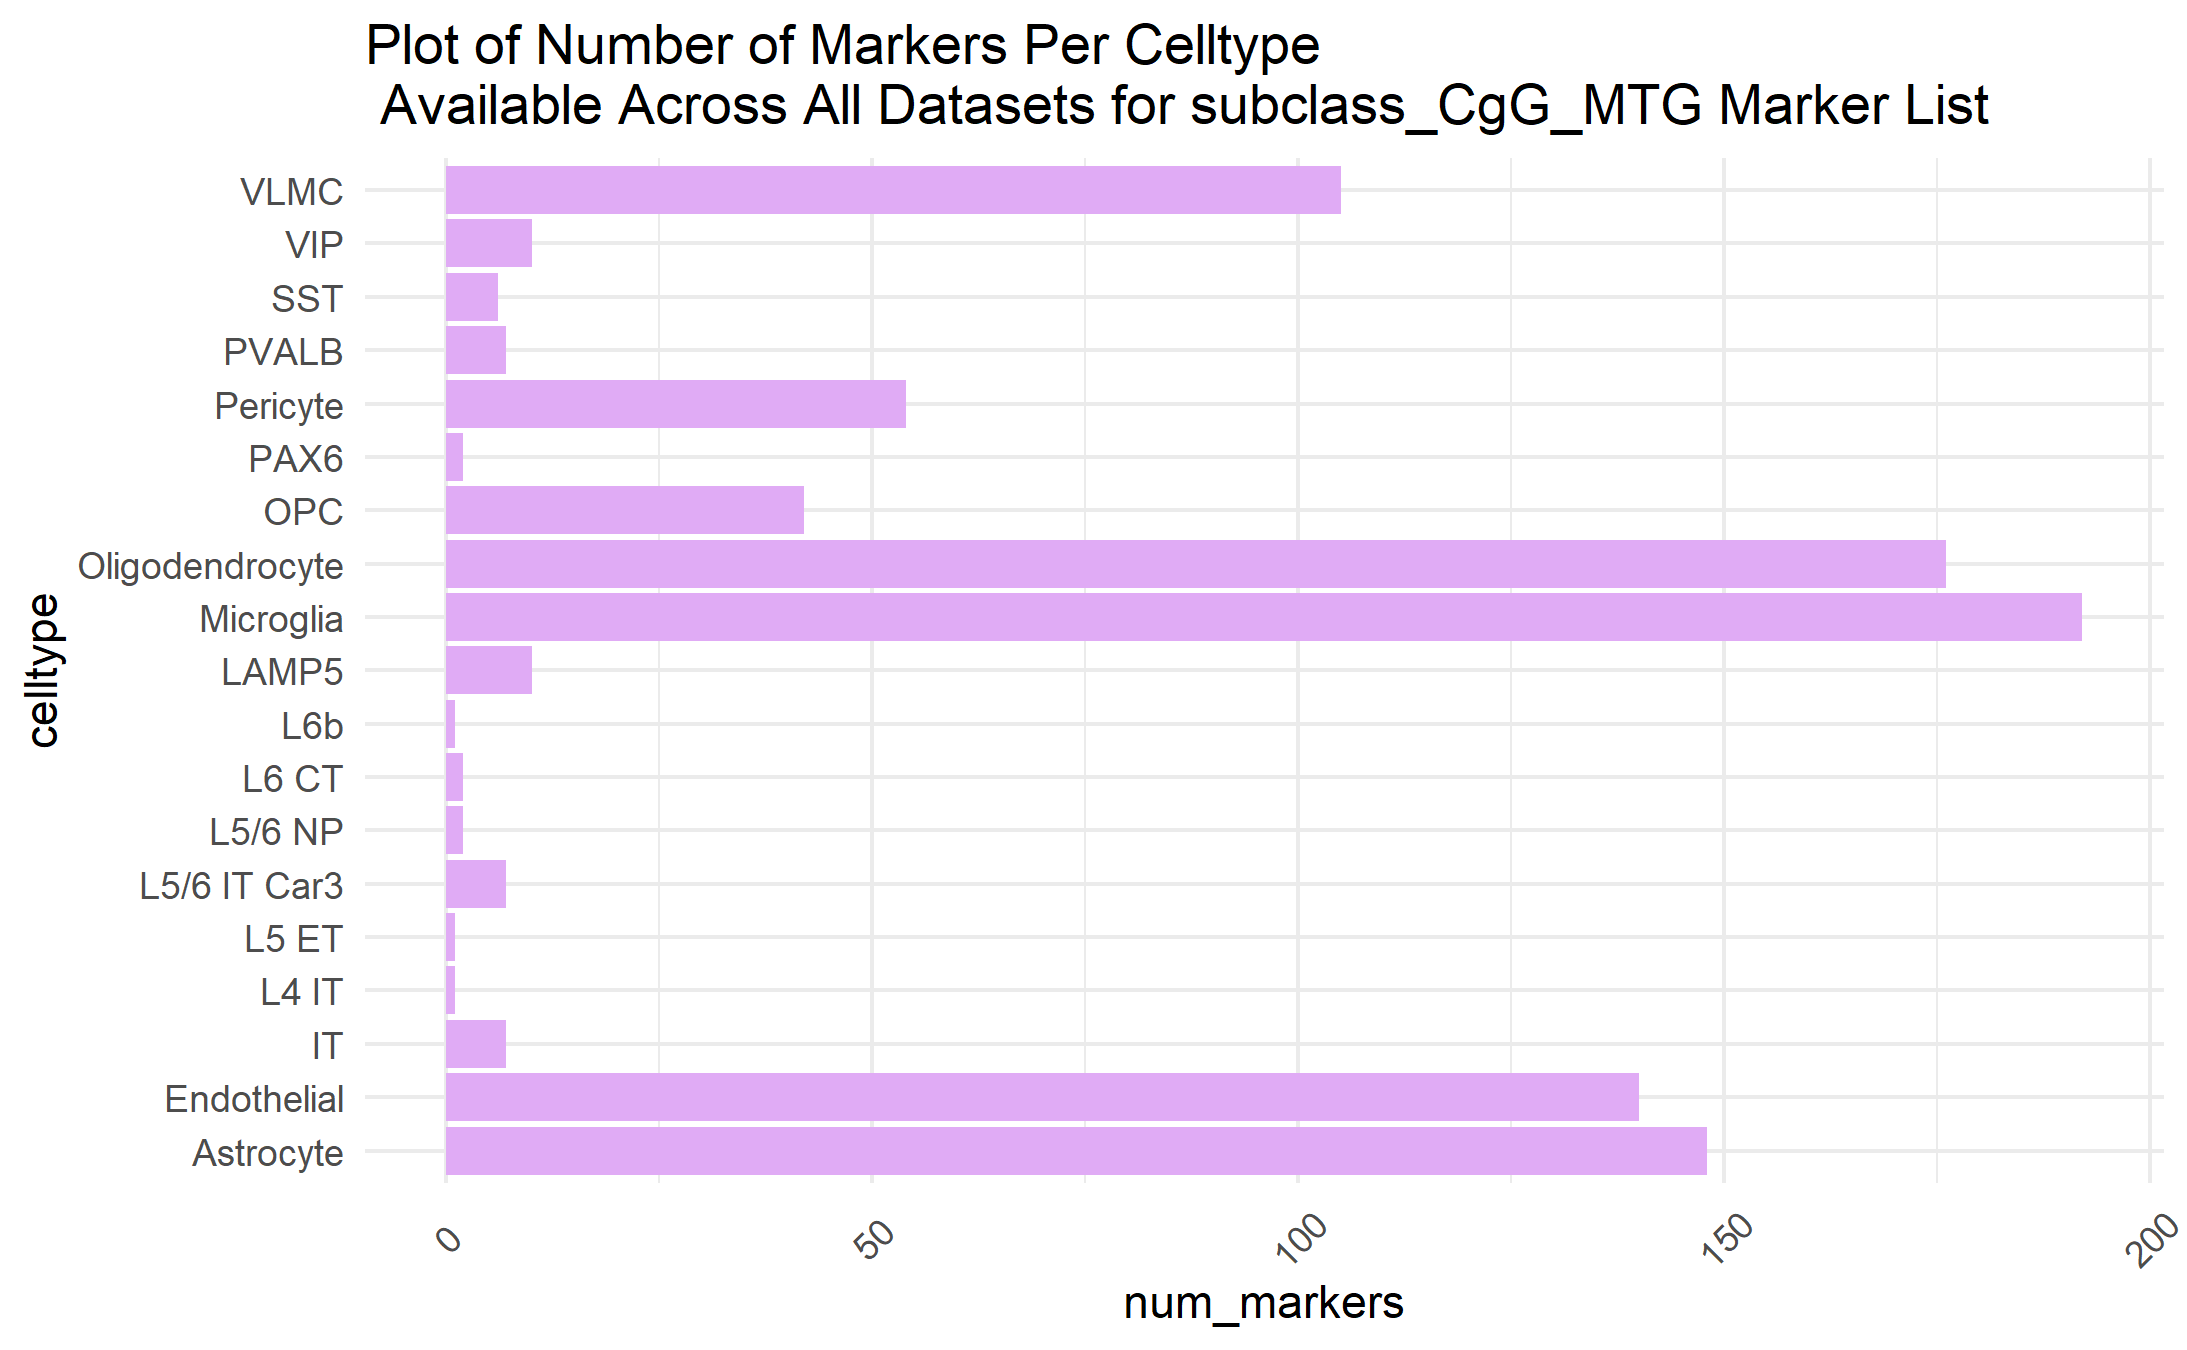 Plot of Number of Markers Per Celltype
Available Across All Datasets for subclass_CgG_MTG Marker List
VLMC
VIP
SST
PVALB
Pericyte
PAX6
OPC
Oligodendrocyte
Microglia
LAMP5
L6b
L6 CT
L5/6 NP
L5/6 IT Car3
L5 ET
L4 IT
IT
Endothelial
Astrocyte
celltype
0 50 100 150 200
num_markers